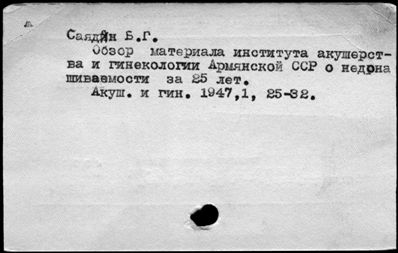 Саядян Б.Г.
Обзор материала института акушерст-
ва и гинекологии Армянской ССР о недона
шиваемости за 25 лет.
Акуш. и гин. 1947,1, 25-32.